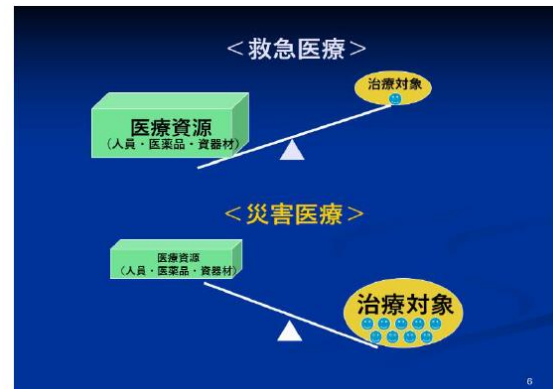 ＜救急医療＞
治療対象
医療資源
（人員・医薬品・資器材）
＜災害医療＞
医療資源
（人員・医薬品・資器材）
治療対象
6